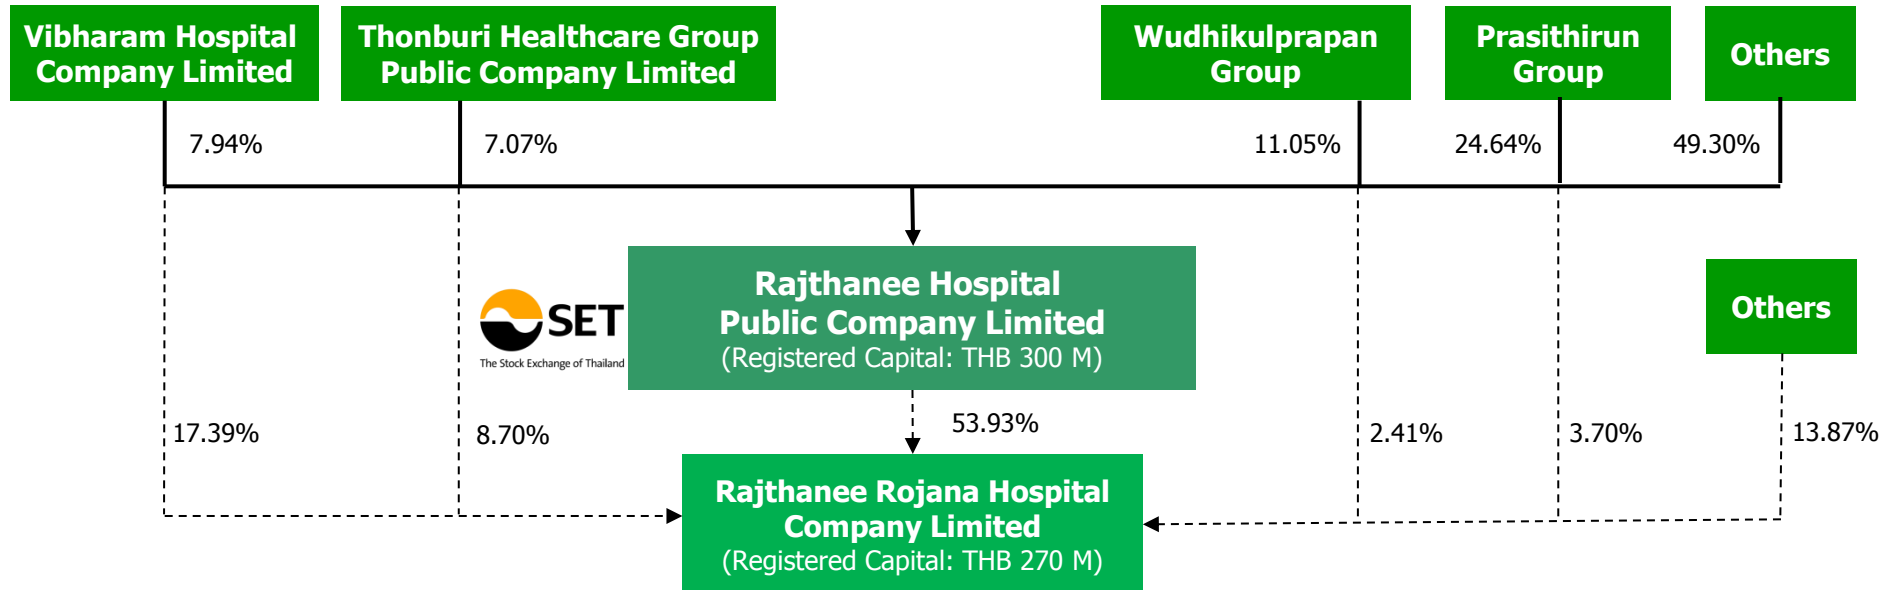 Vibharam Hospital
Company Limited
Thonburi Healthcare Group
Public Company Limited
Wudhikulprapan
Group
Prasithirun
Group
Others
7.94%
7.07%
11.05%
24.64%
49.30%
Rajthanee Hospital
Public Company Limited
(Registered Capital: THB 300 M)
SET
The Stock Exchange of Thailand
Others
17.39%
8.70%
53.93%
2.41%
3.70%
13.87%
Rajthanee Rojana Hospital
Company Limited
(Registered Capital: THB 270 M)